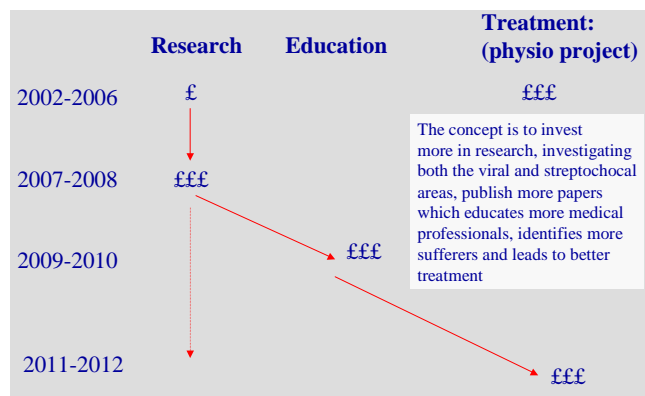 Research Education Treatment:
(physio project)
2002-2006 £ £££
The concept is to invest
more in research, investigating
both the viral and streptochocal
areas, publish more papers
which educates more medical
professionals, identifies more
sufferers and leads to better
treatment
2007-2008 £££
2009-2010 £££
2011-2012 £££